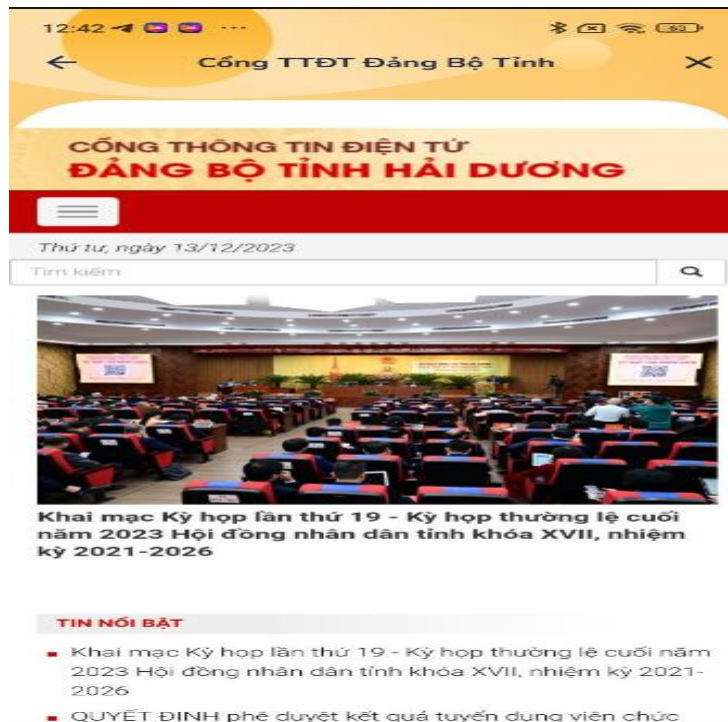 12:42
63
Cổng TTĐT Đảng Bộ Tỉnh
CỔNG THÔNG TIN ĐIỆN TỬ
ĐẢNG BỘ TỈNH HẢI DƯƠNG
Thứ tư, ngày 13/12/2023
Tìm kiếm
Khai mạc Kỳ họp lần thứ 19 - Kỳ họp thường lệ cuối
năm 2023 Hội đồng nhân dân tỉnh khóa XVII, nhiệm
kỳ 2021-2026
TIN NỔI BẬT
Khai mạc Kỳ họp lần thứ 19 - Kỳ họp thường lệ cuối năm
2023 Hội đồng nhân dân tỉnh khóa XVII, nhiệm kỳ 2021-
2026
QUYẾT ĐỊNH phê duyệt kết quả tuyển dụng viên chức